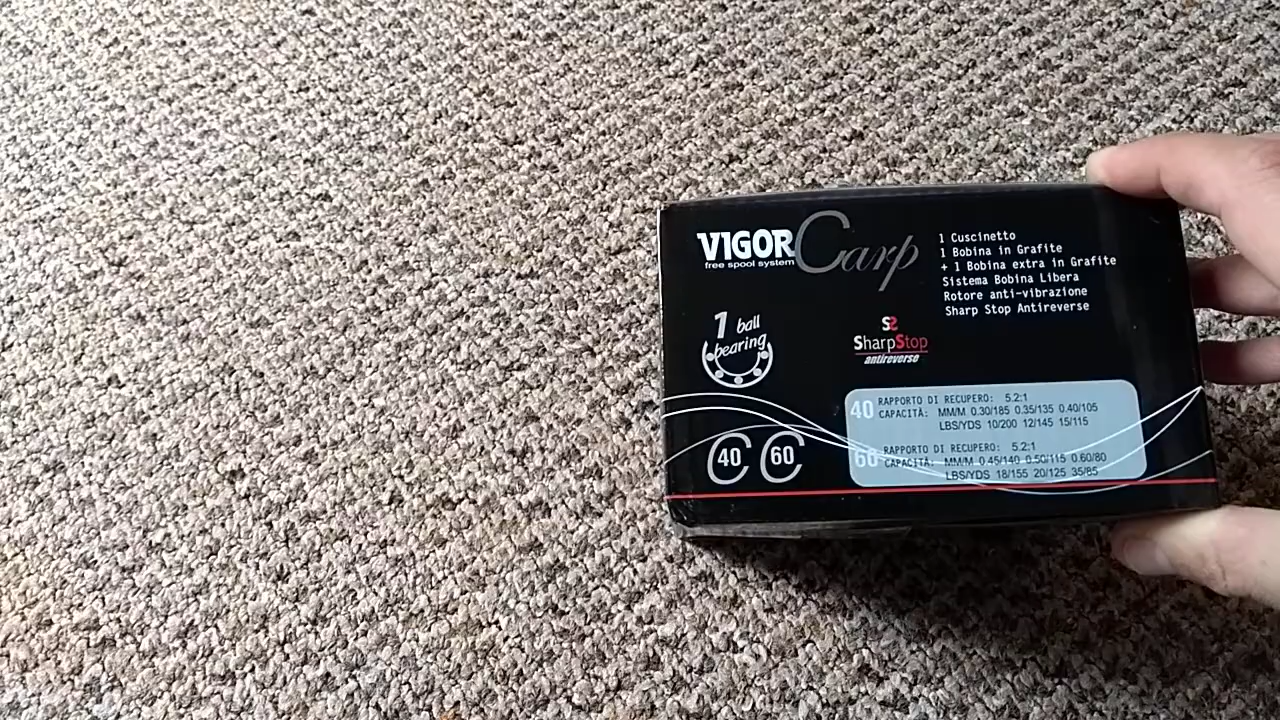 VIGOR Carp
free spool system
1 Cuscinetto
1 Bobina in Grafite
+ 1 Bobina extra in Grafite
Sistema Bobina Libera
Rotore anti-vibrazione
Sharp Stop Antireverse
1 ball
bearing
SS
SharpStop
antireverse
40 RAPPORTO DI RECUPERO: 5.2:1
CAPACITÀ: MM/M 0.30/185 0.35/135 0.40/105
LBS/YDS 10/200 12/145 15/115
60 RAPPORTO DI RECUPERO: 5.2:1
CAPACITÀ: MM/M 0.45/140 0.50/115 0.60/80
LBS/YDS 18/155 20/125 35/85
C40 C60